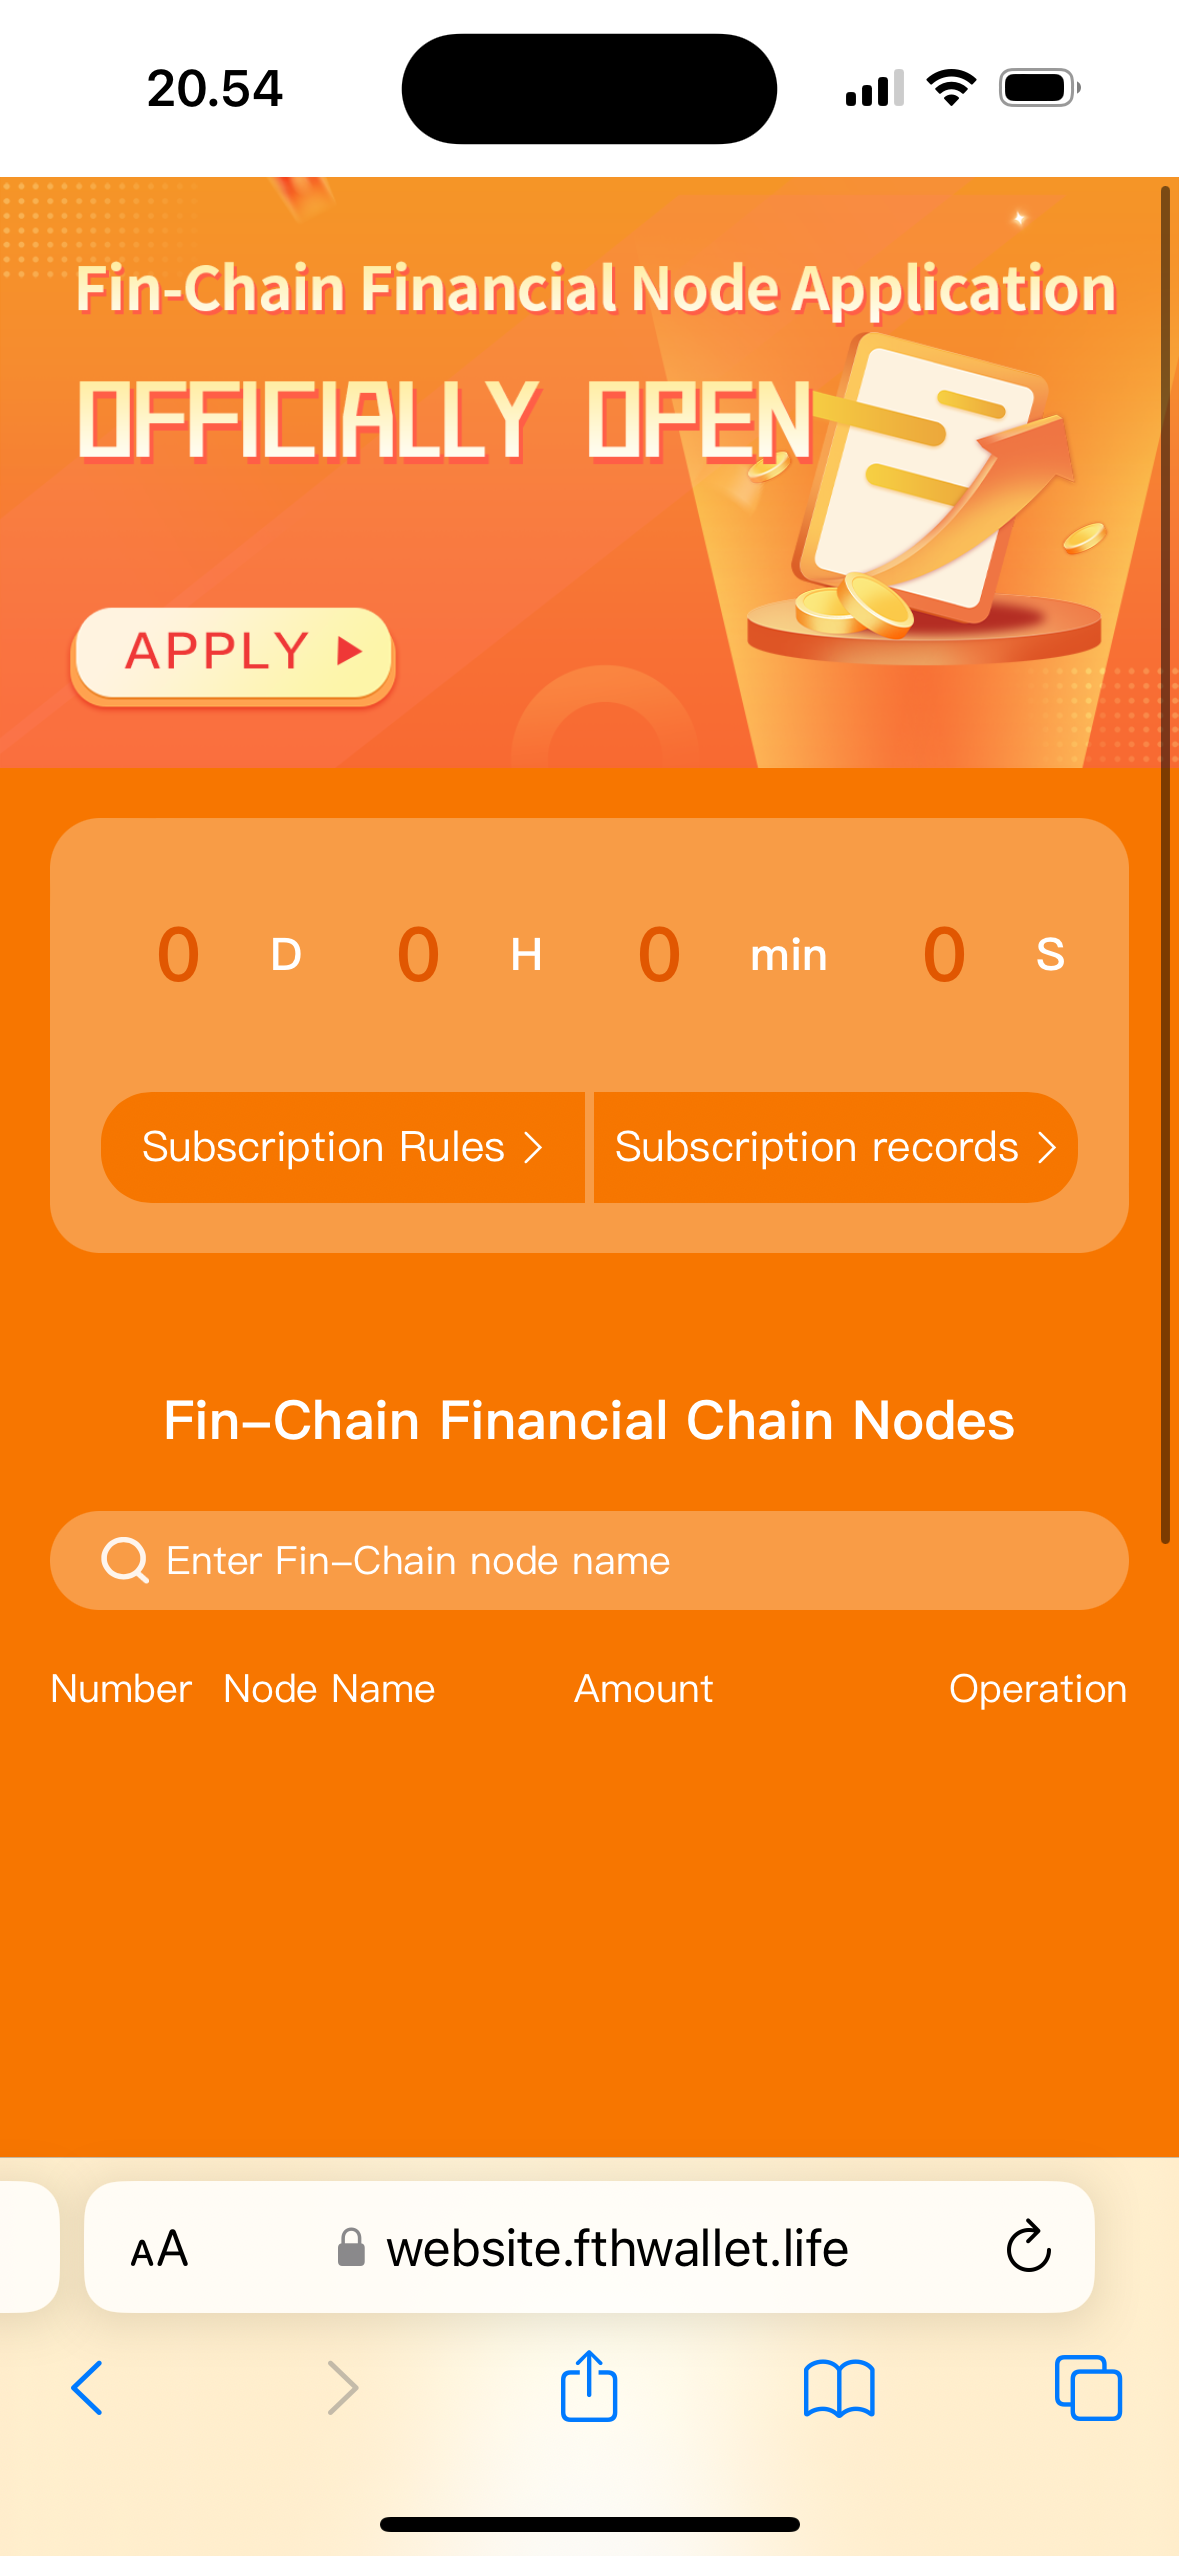 20.54
Fin-Chain Financial Node Application
OFFICIALLY OPEN
APPLY
0 D 0 H 0 min 0 S
Subscription Rules
Subscription records
Fin-Chain Financial Chain Nodes
Enter Fin-Chain node name
Number Node Name Amount Operation
AA website.fthwallet.life